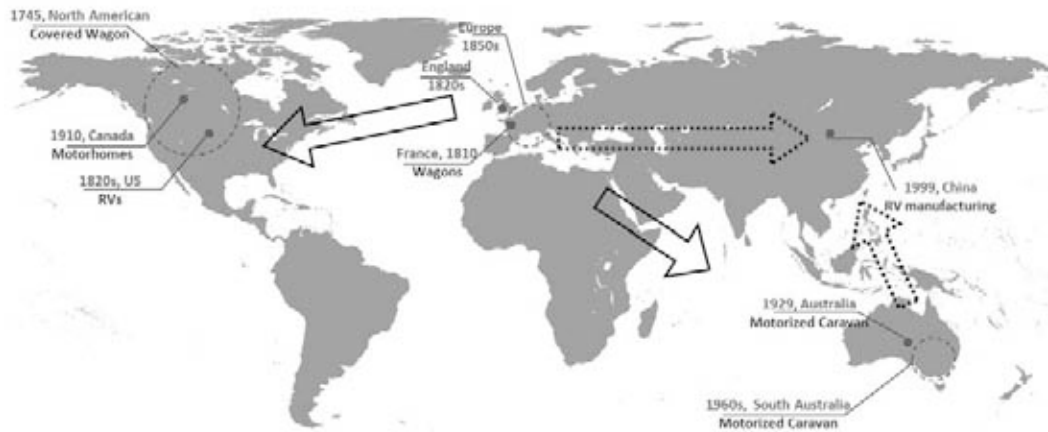 1745, North American
Covered Wagon
1910, Canada
Motorhomes
1820s, US
RVs
Europe
1850s
England
1820s
France, 1810
Wagons
1999, China
RV manufacturing
1929, Australia
Motorized Caravan
1960s, South Australia
Motorized Caravan